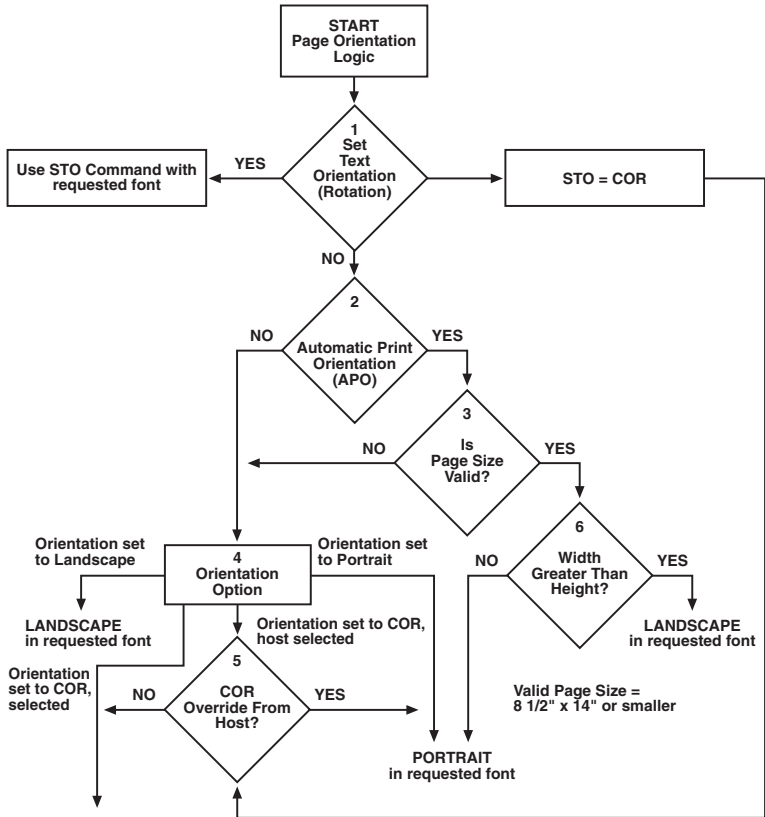 START
Page Orientation
Logic
1
Set
Text
Orientation
(Rotation)
YES
Use STO Command with
requested font
STO = COR
NO
2
Automatic Print
Orientation
(APO)
NO
YES
3
Is
Page Size
Valid?
NO
YES
6
Width
Greater Than
Height?
NO
YES
LANDSCAPE
in requested font
Orientation set
to Landscape
4
Orientation
Option
Orientation set
to Portrait
LANDSCAPE
in requested font
Orientation set to COR,
host selected
Orientation
set to COR,
selected
5
COR
Override From
Host?
NO
YES
Valid Page Size =
8 1/2" x 14" or smaller
PORTRAIT
in requested font